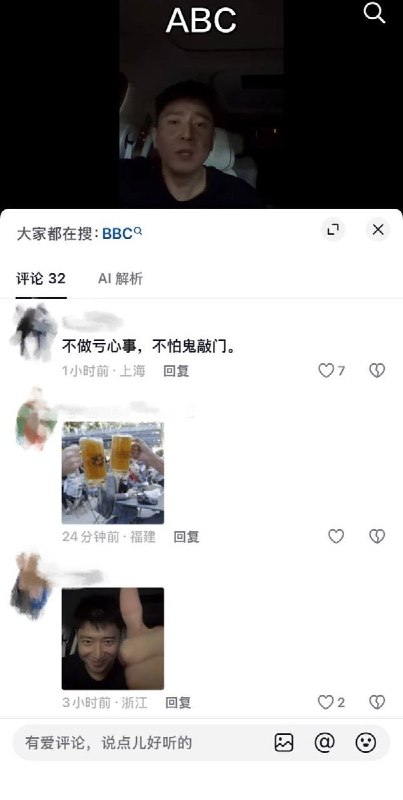 ABC
大家都在搜：BBC
评论 32
AI 解析
不做亏心事，不怕鬼敲门。
1小时前 · 上海 回复 7
24分钟前 · 福建 回复
3小时前 · 浙江 回复 2
有爱评论，说点儿好听的